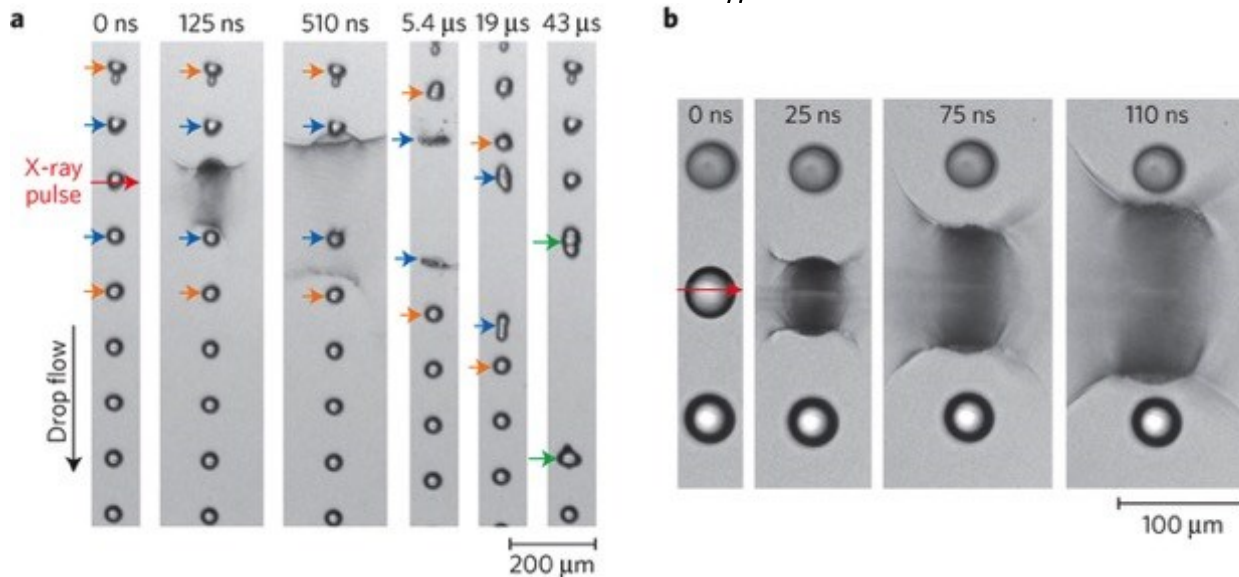 a
0 ns 125 ns 510 ns 5.4 µs 19 µs 43 µs
X-ray
pulse
Drop flow
200 µm
b
0 ns 25 ns 75 ns 110 ns
100 µm